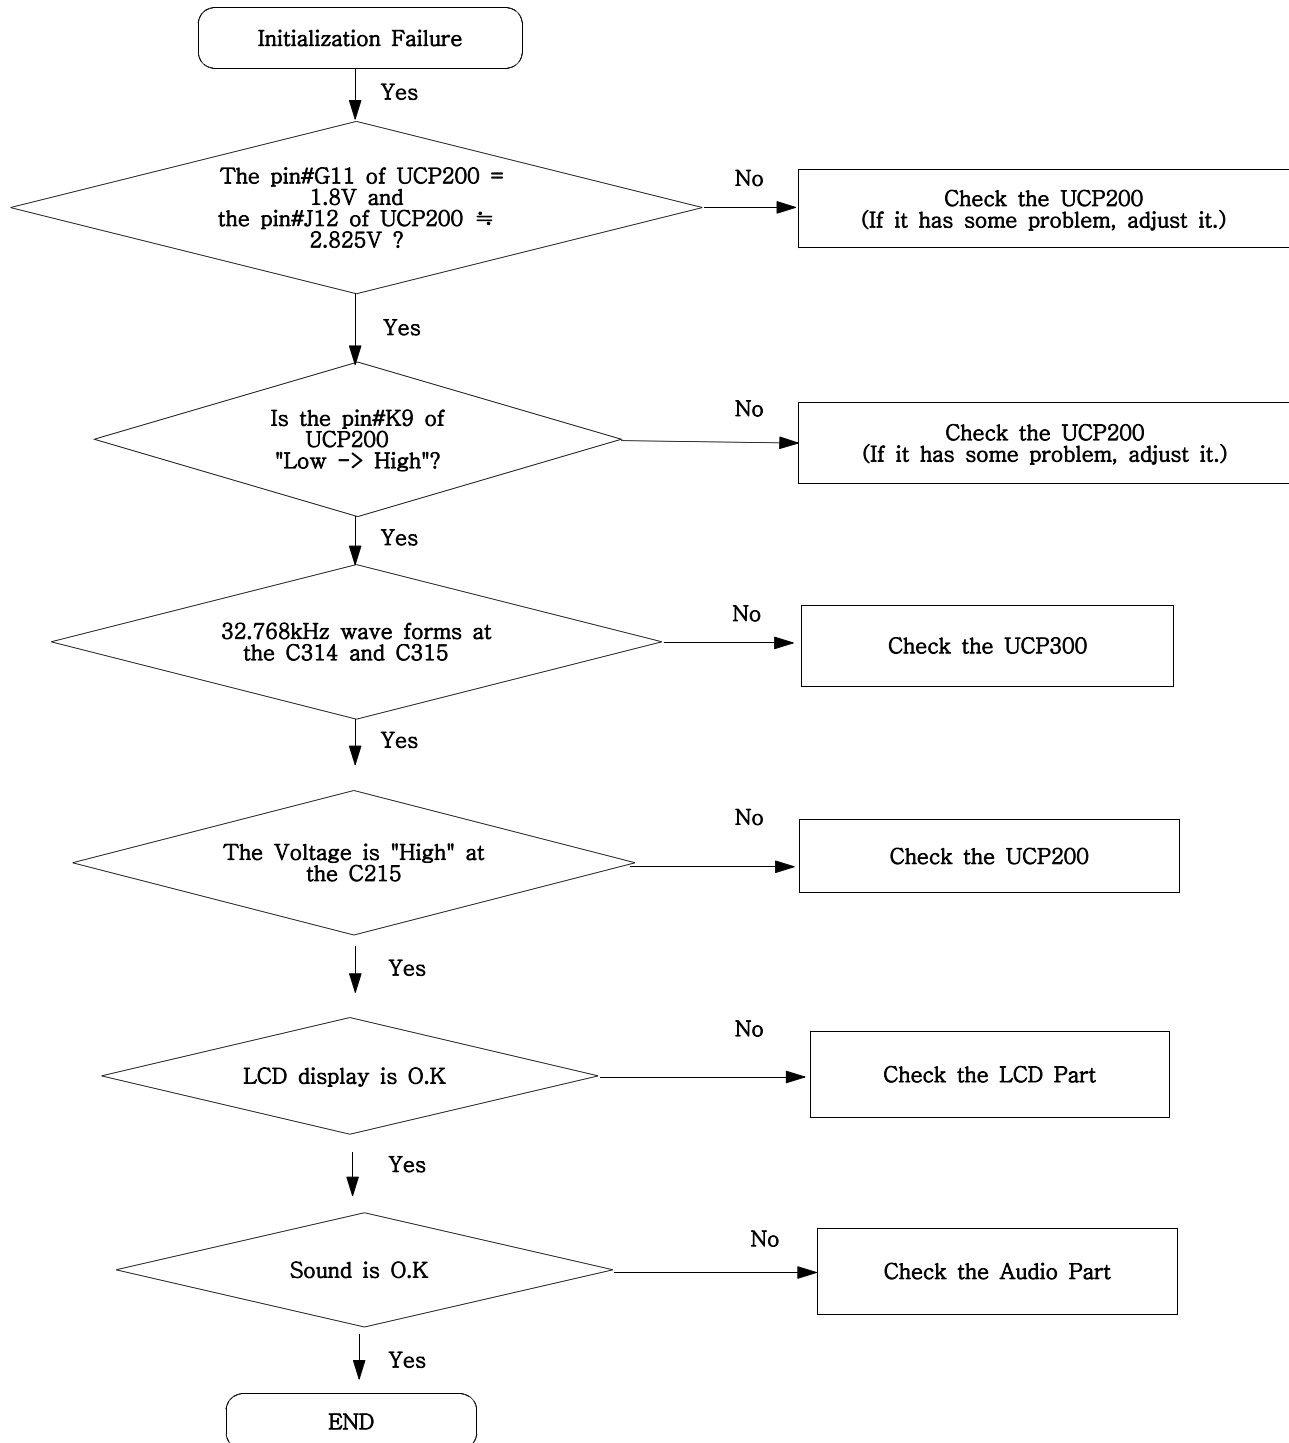 Initialization Failure
Yes
The pin#G11 of UCP200 =
1.8V and
the pin#J12 of UCP200 ≒
2.825V ?
No
Check the UCP200
(If it has some problem, adjust it.)
Yes
Is the pin#K9 of
UCP200
"Low -> High"?
No
Check the UCP200
(If it has some problem, adjust it.)
Yes
32.768kHz wave forms at
the C314 and C315
No
Check the UCP300
Yes
The Voltage is "High" at
the C215
No
Check the UCP200
Yes
LCD display is O.K
No
Check the LCD Part
Yes
Sound is O.K
No
Check the Audio Part
Yes
END